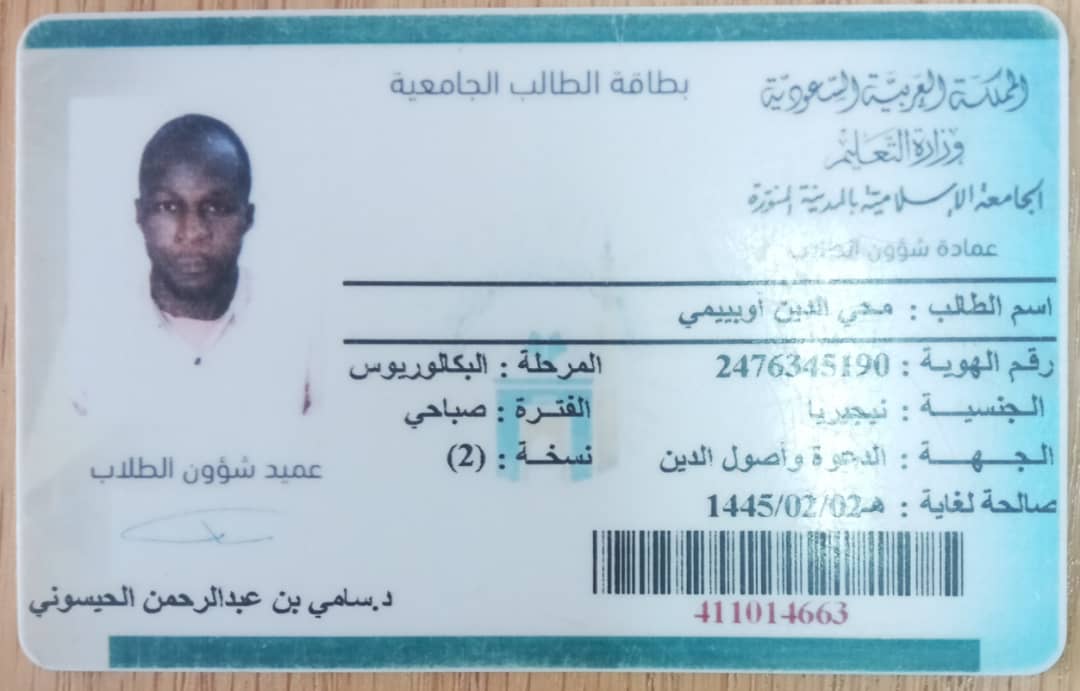 المملكة العربية السعودية
بطاقة الطالب الجامعية
وزارة التعليم
الجامعة الإسلامية بالمدينة المنورة
عمادة شؤون الطلاب
اسم الطالب : محي الدين أوبييمي
رقم الهوية : 2476345190 المرحلة : البكالوريوس
الجنسية : نيجيريا الفترة : صباحي
الجهة : الدعوة وأصول الدين نسخة : (2)
صالحة لغاية : 1445/02/02هـ
411014663
عميد شؤون الطلاب
د.سامي بن عبدالرحمن الحيسوني